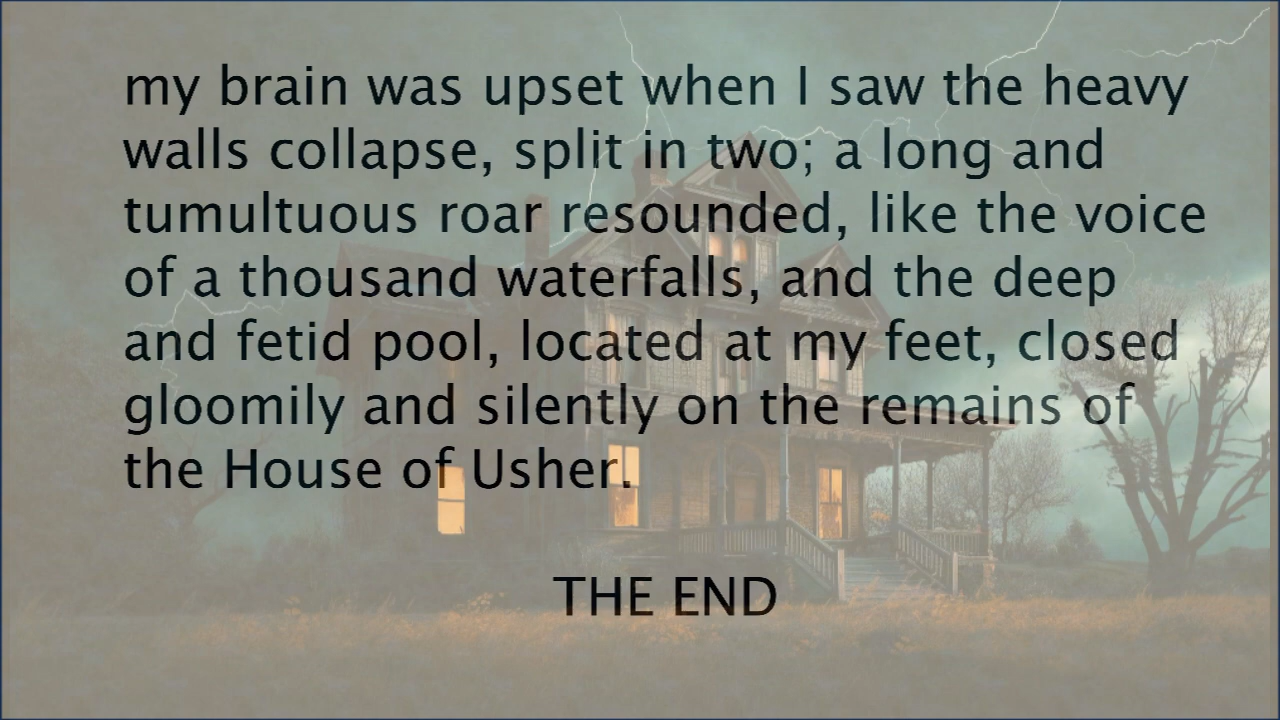 my brain was upset when I saw the heavy
walls collapse, split in two; a long and
tumultuous roar resounded, like the voice
of a thousand waterfalls, and the deep
and fetid pool, located at my feet, closed
gloomily and silently on the remains of
the House of Usher.
THE END